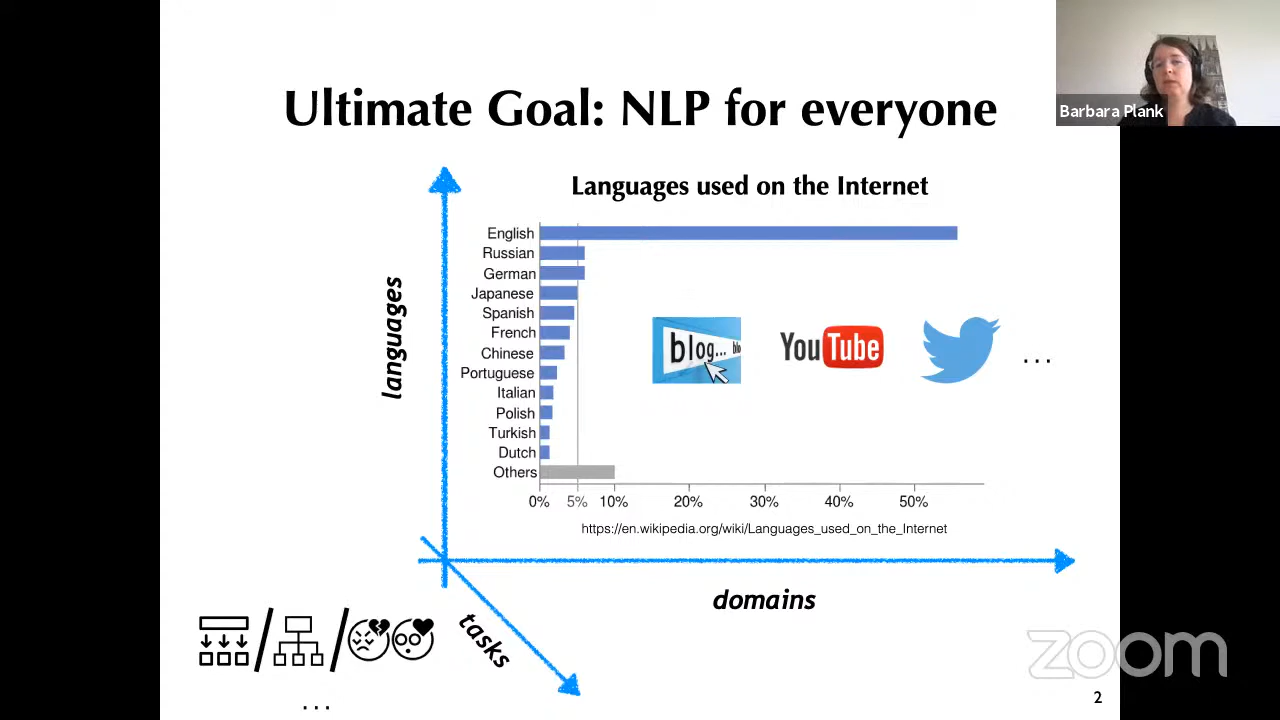 Ultimate Goal: NLP for everyone
Barbara Plank
Languages used on the Internet
languages
English
Russian
German
Japanese
Spanish
French
Chinese
Portuguese
Italian
Polish
Turkish
Dutch
Others
blog... blo
YouTube
...
0% 5% 10% 20% 30% 40% 50%
https://en.wikipedia.org/wiki/Languages_used_on_the_Internet
domains
tasks
...
zoom
2